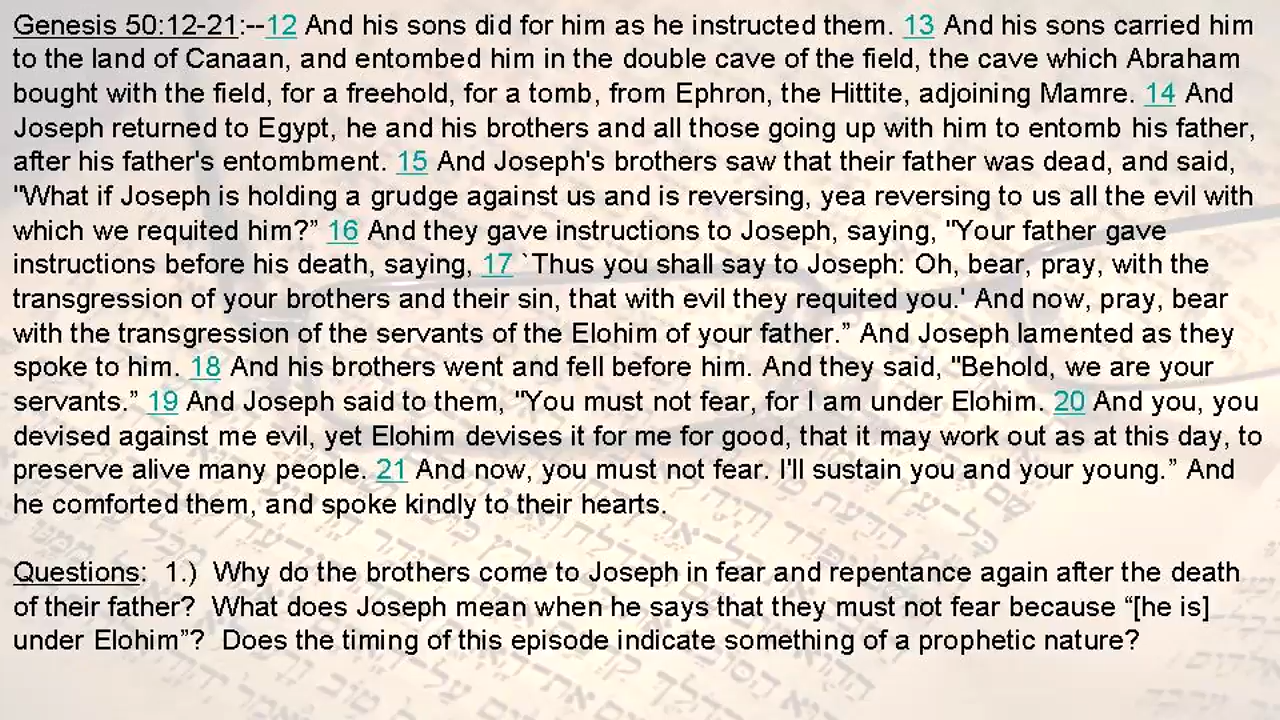 Genesis 50:12-21:--12 And his sons did for him as he instructed them. 13 And his sons carried him
to the land of Canaan, and entombed him in the double cave of the field, the cave which Abraham
bought with the field, for a freehold, for a tomb, from Ephron, the Hittite, adjoining Mamre. 14 And
Joseph returned to Egypt, he and his brothers and all those going up with him to entomb his father,
after his father's entombment. 15 And Joseph's brothers saw that their father was dead, and said,
"What if Joseph is holding a grudge against us and is reversing, yea reversing to us all the evil with
which we requited him?” 16 And they gave instructions to Joseph, saying, "Your father gave
instructions before his death, saying, 17 `Thus you shall say to Joseph: Oh, bear, pray, with the
transgression of your brothers and their sin, that with evil they requited you.' And now, pray, bear
with the transgression of the servants of the Elohim of your father.” And Joseph lamented as they
spoke to him. 18 And his brothers went and fell before him. And they said, "Behold, we are your
servants.” 19 And Joseph said to them, "You must not fear, for I am under Elohim. 20 And you, you
devised against me evil, yet Elohim devises it for me for good, that it may work out as at this day, to
preserve alive many people. 21 And now, you must not fear. I'll sustain you and your young.” And
he comforted them, and spoke kindly to their hearts.
Questions: 1.) Why do the brothers come to Joseph in fear and repentance again after the death
of their father? What does Joseph mean when he says that they must not fear because “[he is]
under Elohim”? Does the timing of this episode indicate something of a prophetic nature?